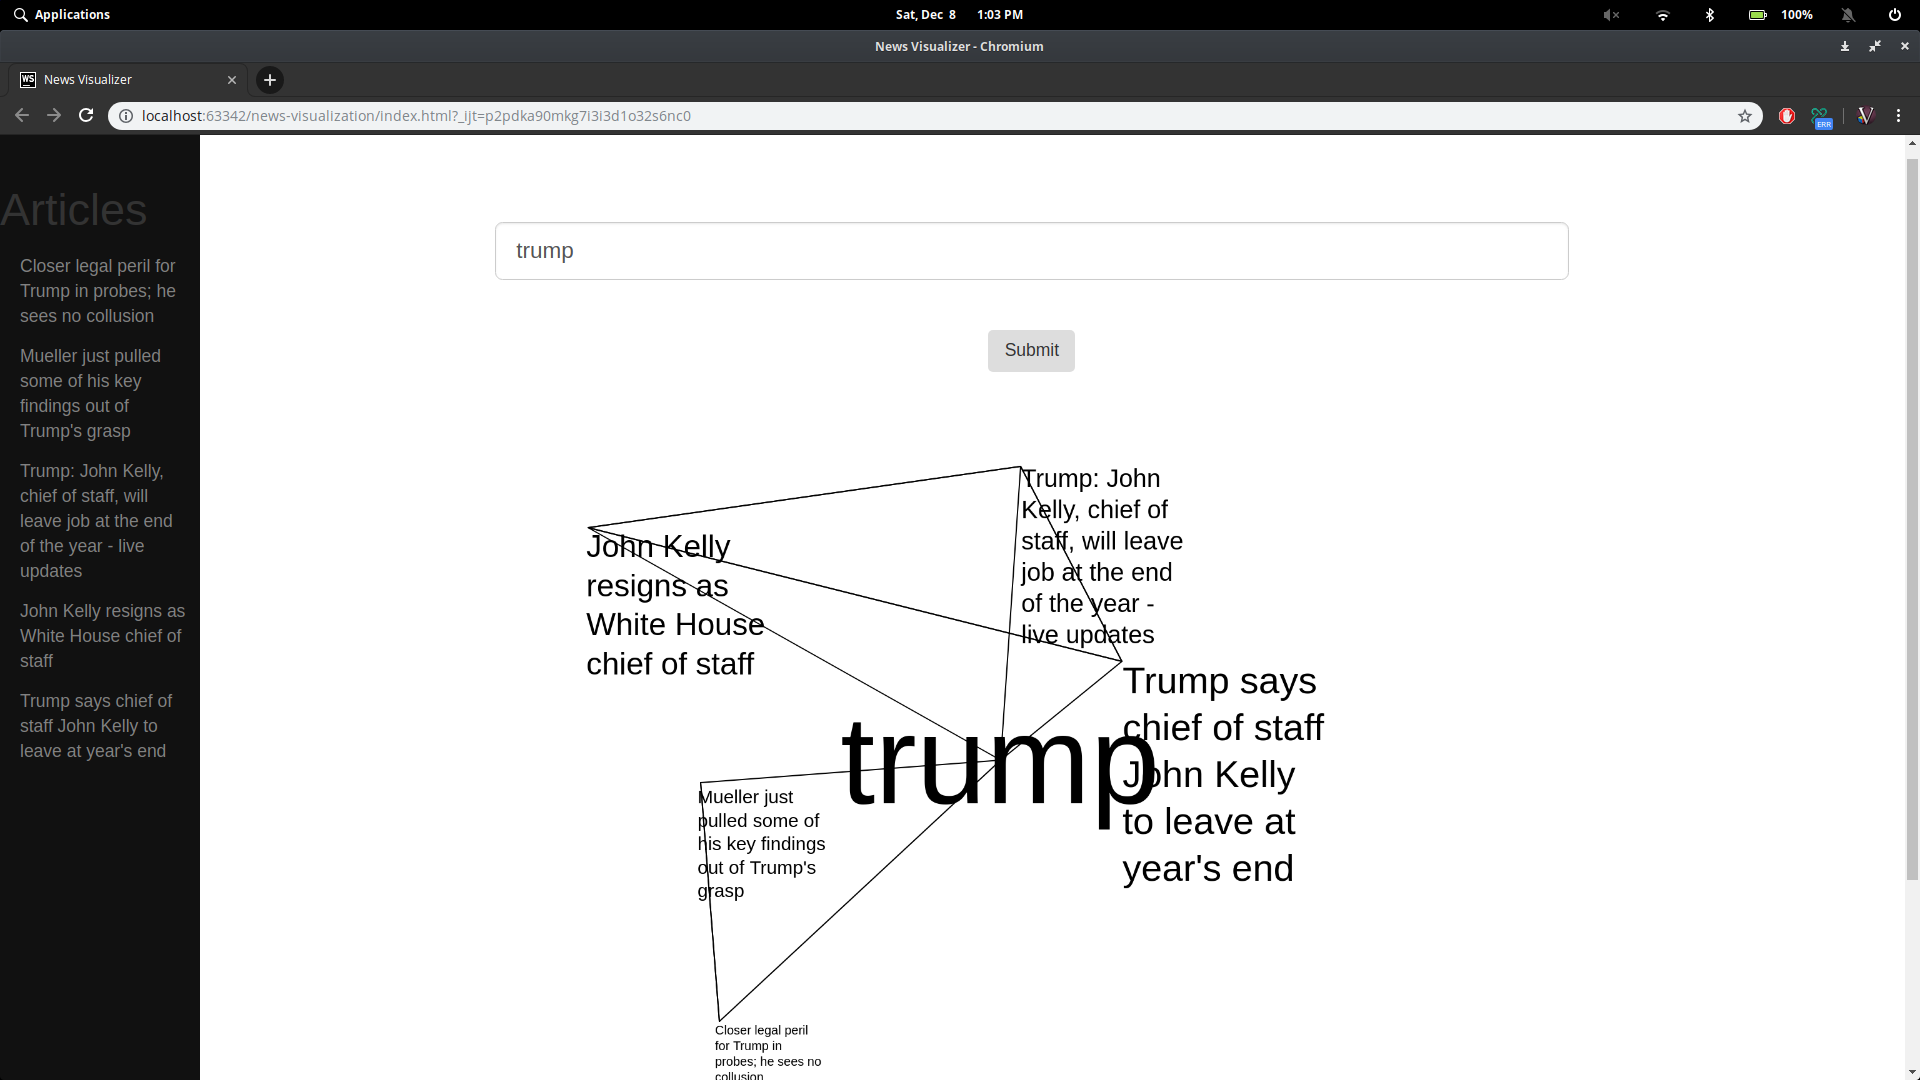 Applications
Sat, Dec 8 1:03 PM
100%
News Visualizer - Chromium
WS News Visualizer
localhost:63342/news-visualization/index.html?_ijt=p2pdka90mkg7i3i3d1o32s6nc0
ERR
Articles
Closer legal peril for
Trump in probes; he
sees no collusion
Mueller just pulled
some of his key
findings out of
Trump's grasp
Trump: John Kelly,
chief of staff, will
leave job at the end
of the year - live
updates
John Kelly resigns as
White House chief of
staff
Trump says chief of
staff John Kelly to
leave at year's end
trump
Submit
Trump: John
Kelly, chief of
staff, will leave
job at the end
of the year -
live updates
John Kelly
resigns as
White House
chief of staff
Trump says
chief of staff
John Kelly
to leave at
year's end
trump
Mueller just
pulled some of
his key findings
out of Trump's
grasp
Closer legal peril
for Trump in
probes; he sees no
collusion